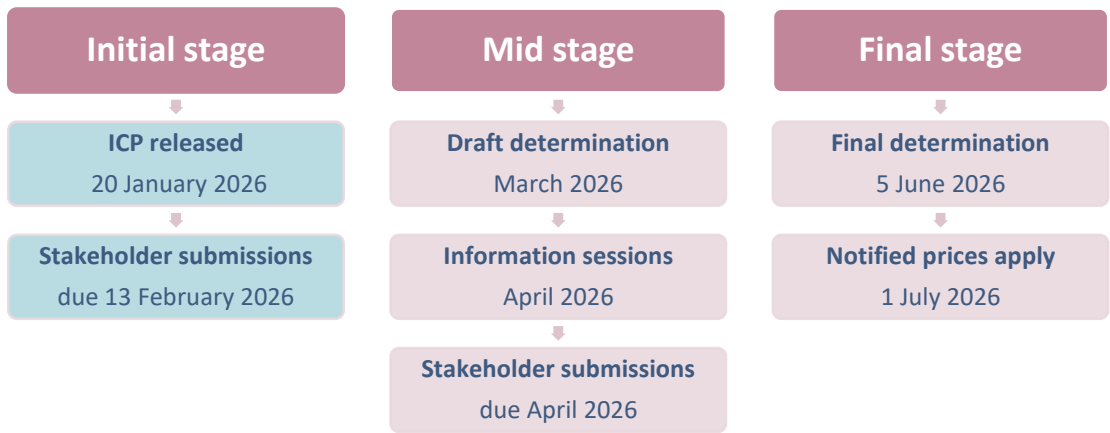 Initial stage
ICP released
20 January 2026
Stakeholder submissions
due 13 February 2026
Mid stage
Draft determination
March 2026
Information sessions
April 2026
Stakeholder submissions
due April 2026
Final stage
Final determination
5 June 2026
Notified prices apply
1 July 2026